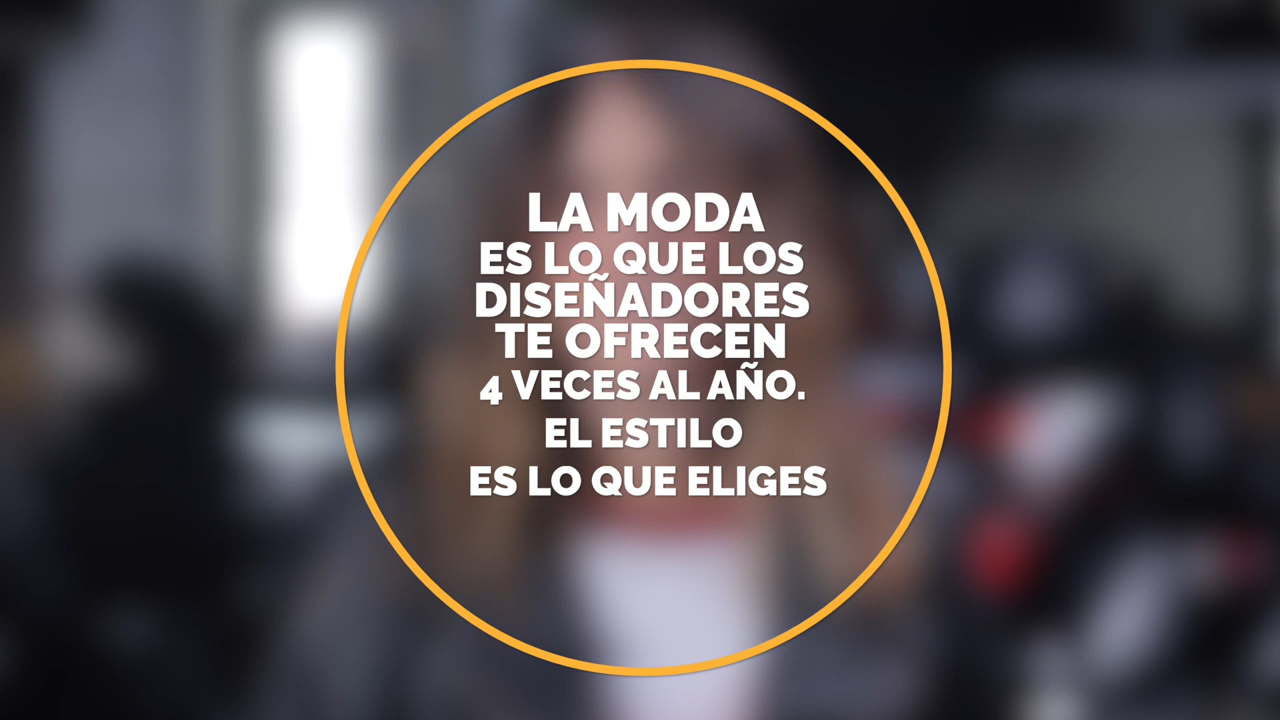 LA MODA
ES LO QUE LOS
DISEÑADORES
TE OFRECEN
4 VECES AL AÑO.
EL ESTILO
ES LO QUE ELIGES